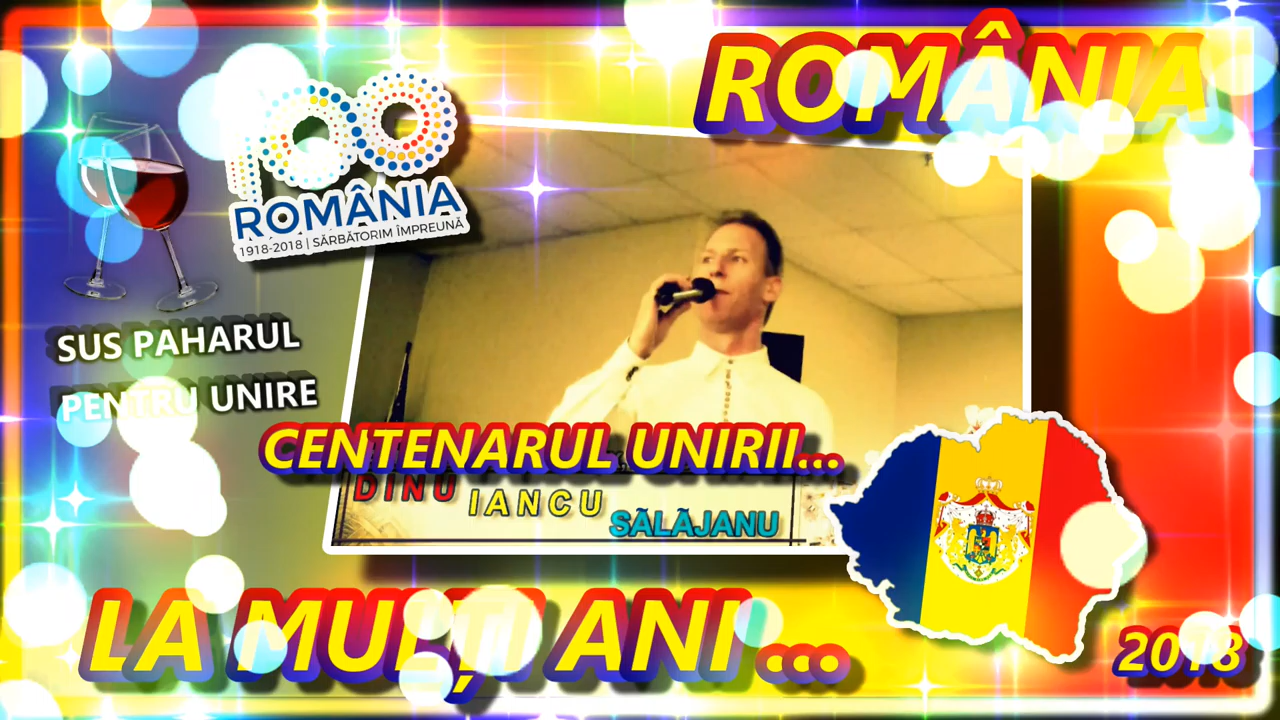 ROMÂNIA
100
ROMÂNIA
1918-2018 | SĂRBĂTORIM ÎMPREUNĂ
SUS PAHARUL
PENTRU UNIRE
CENTENARUL UNIRII...
DINU IANCU SÃLÃJANU
LA MULȚI ANI...
2018